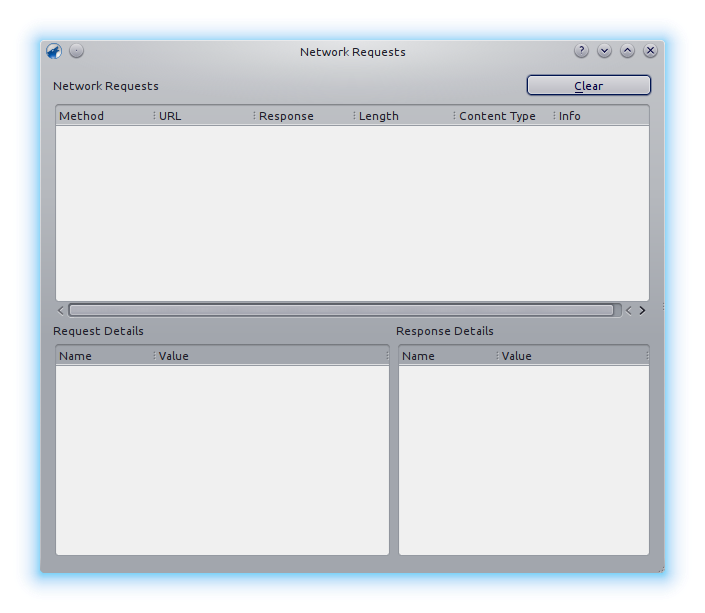 Network Requests
Network Requests
Clear
Method URL Response Length Content Type Info
Request Details
Response Details
Name Value
Name Value